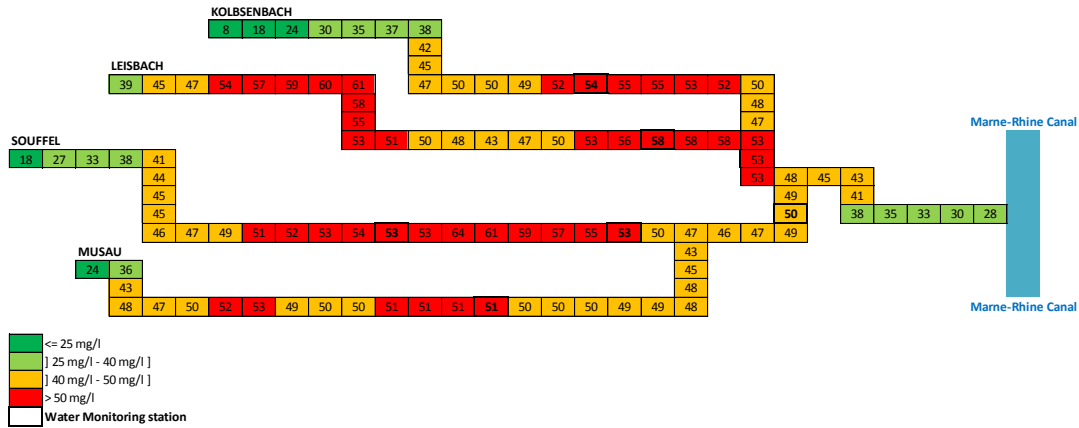 KOLBSENBACH
8 18 24 30 35 37 38
42
LEISBACH
45
39 45 47 54 57 59 60 61
47 50 50 49 52 54 55 55 53 52 50
58
48
55
47
Marne-Rhine Canal
SOUFFEL
53 51 50 48 43 47 50 53 56 58 58 58 53
18 27 33 38 41
53
44
53 48 45 43
45
49
41
45
50
38 35 33 30 28
46 47 49 51 52 53 54 53 53 64 61 59 57 55 53 50 47 46 47 49
MUSAU
43
24 36
45
43
48
48 47 50 52 53 49 50 50 51 51 51 51 50 50 50 49 49 48
Marne-Rhine Canal
<= 25 mg/l
] 25 mg/l - 40 mg/l ]
] 40 mg/l - 50 mg/l ]
> 50 mg/l
Water Monitoring station